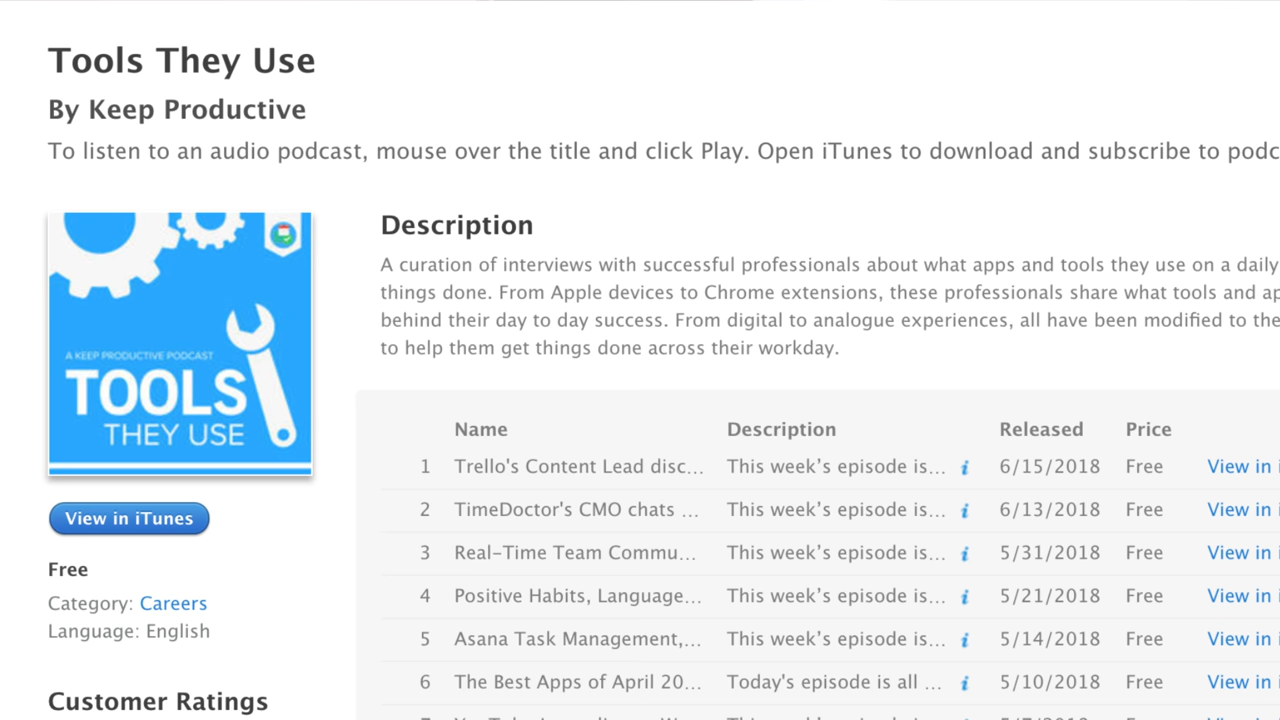 Tools They Use
By Keep Productive
To listen to an audio podcast, mouse over the title and click Play. Open iTunes to download and subscribe to podc
A KEEP PRODUCTIVE PODCAST
TOOLS
THEY USE
View in iTunes
Free
Category: Careers
Language: English
Customer Ratings
Description
A curation of interviews with successful professionals about what apps and tools they use on a daily
things done. From Apple devices to Chrome extensions, these professionals share what tools and ap
behind their day to day success. From digital to analogue experiences, all have been modified to the
to help them get things done across their workday.
Name Description Released Price
1 Trello's Content Lead disc... This week's episode is... i 6/15/2018 Free View in i
2 TimeDoctor's CMO chats ... This week's episode is... i 6/13/2018 Free View in i
3 Real-Time Team Commu... This week's episode is... i 5/31/2018 Free View in i
4 Positive Habits, Language... This week's episode is... i 5/21/2018 Free View in i
5 Asana Task Management,... This week's episode is... i 5/14/2018 Free View in i
6 The Best Apps of April 20... Today's episode is all ... i 5/10/2018 Free View in i